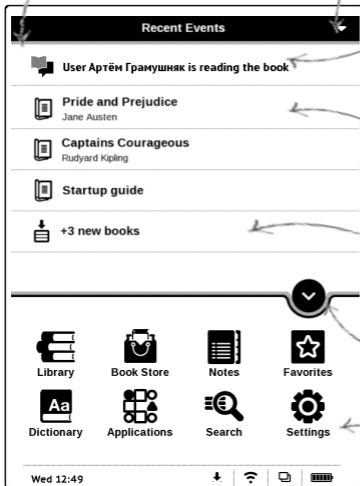 Recent Events
User Артём Грамушняк is reading the book
Pride and Prejudice
Jane Austen
Captains Courageous
Rudyard Kipling
Startup guide
+3 new books
Library Book Store Notes Favorites
Aa
Dictionary Applications Search Settings
Wed 12:49